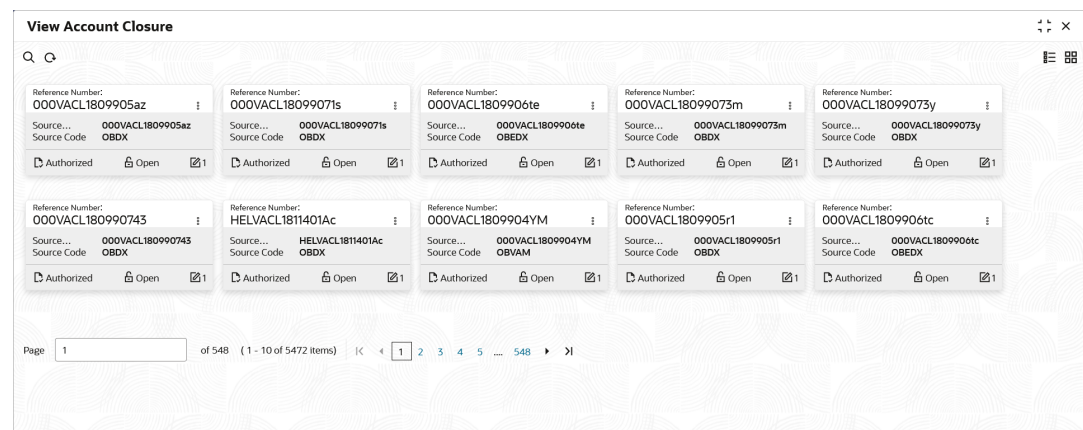 View Account Closure
Reference Number: Reference Number: Reference Number: Reference Number: Reference Number:
000VACL1809905az 000VACL18099071s 000VACL1809906te 000VACL18099073m 000VACL18099073y
Source... 000VACL1809905az Source... 000VACL18099071s Source... 000VACL1809906te Source... 000VACL18099073m Source... 000VACL18099073y
Source Code OBDX Source Code OBDX Source Code OBEDX Source Code OBDX Source Code OBDX
Authorized Open 1 Authorized Open 1 Authorized Open 1 Authorized Open 1 Authorized Open 1
Reference Number: Reference Number: Reference Number: Reference Number: Reference Number:
000VACL180990743 HELVACL1811401Ac 000VACL1809904YM 000VACL1809905r1 000VACL1809906tc
Source... 000VACL180990743 Source... HELVACL1811401Ac Source... 000VACL1809904YM Source... 000VACL1809905r1 Source... 000VACL1809906tc
Source Code OBDX Source Code OBDX Source Code OBVAM Source Code OBDX Source Code OBEDX
Authorized Open 1 Authorized Open 1 Authorized Open 1 Authorized Open 1 Authorized Open 1
Page 1 of 548 ( 1 - 10 of 5472 items) 1 2 3 4 5 .... 548